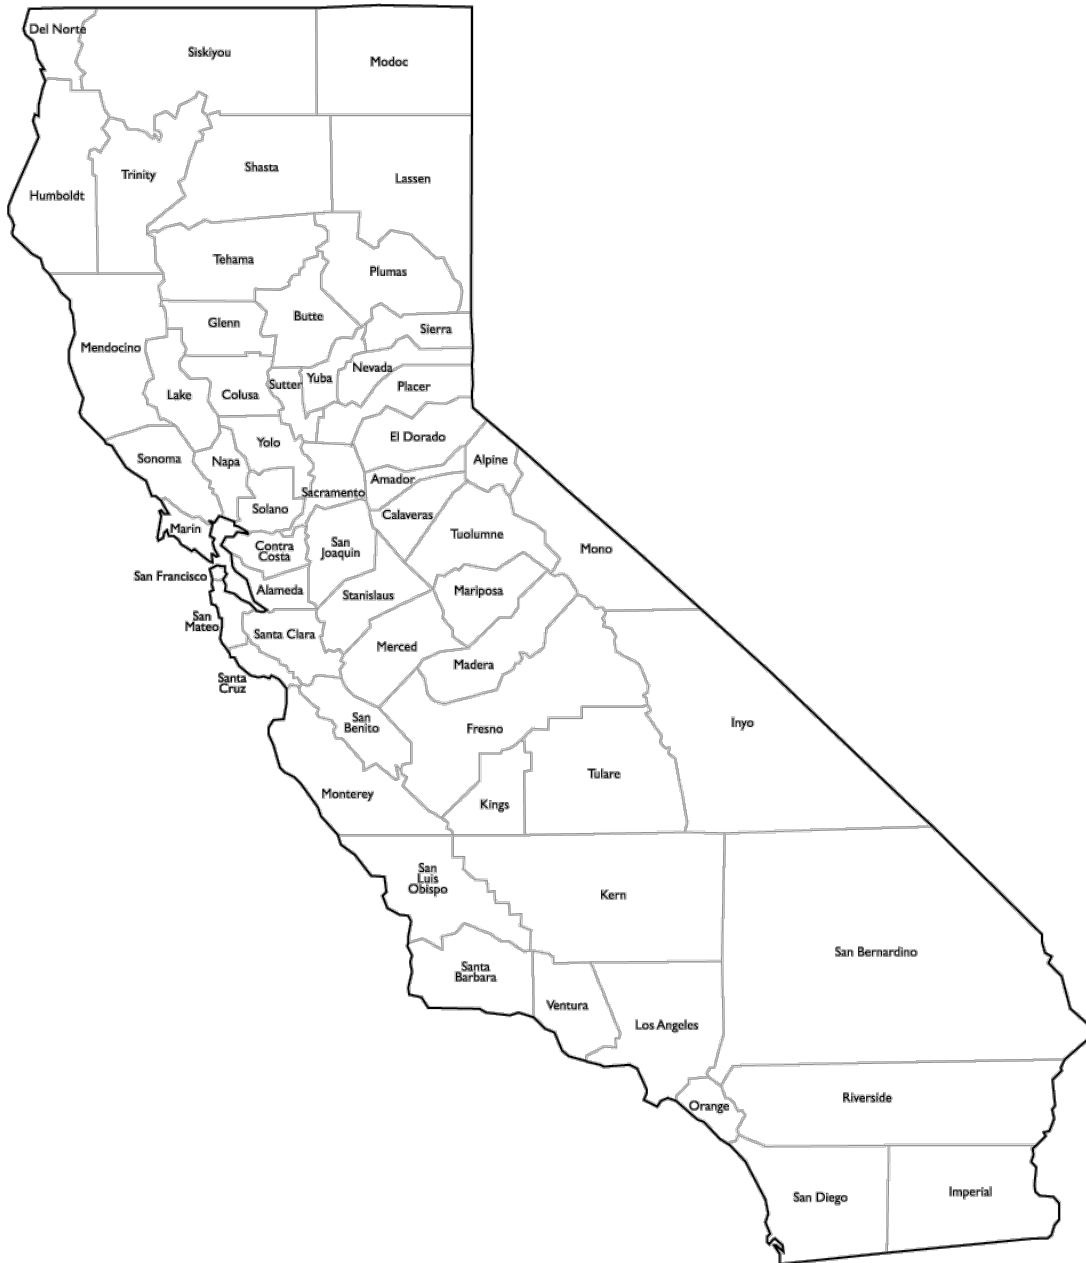 Del Norte
Siskiyou
Modoc
Humboldt
Trinity
Shasta
Lassen
Tehama
Plumas
Glenn
Butte
Sierra
Mendocino
Lake
Colusa
Sutter
Yuba
Nevada
Placer
Sonoma
Napa
Yolo
El Dorado
Alpine
Sacramento
Amador
Solano
Calaveras
Marin
Contra
Costa
San
Joaquin
Tuolumne
Mono
San Francisco
Alameda
Stanislaus
Mariposa
San
Mateo
Santa Clara
Merced
Madera
Santa
Cruz
San
Benito
Fresno
Inyo
Monterey
Kings
Tulare
San
Luis
Obispo
Kern
San Bernardino
Santa
Barbara
Ventura
Los Angeles
Orange
Riverside
San Diego
Imperial